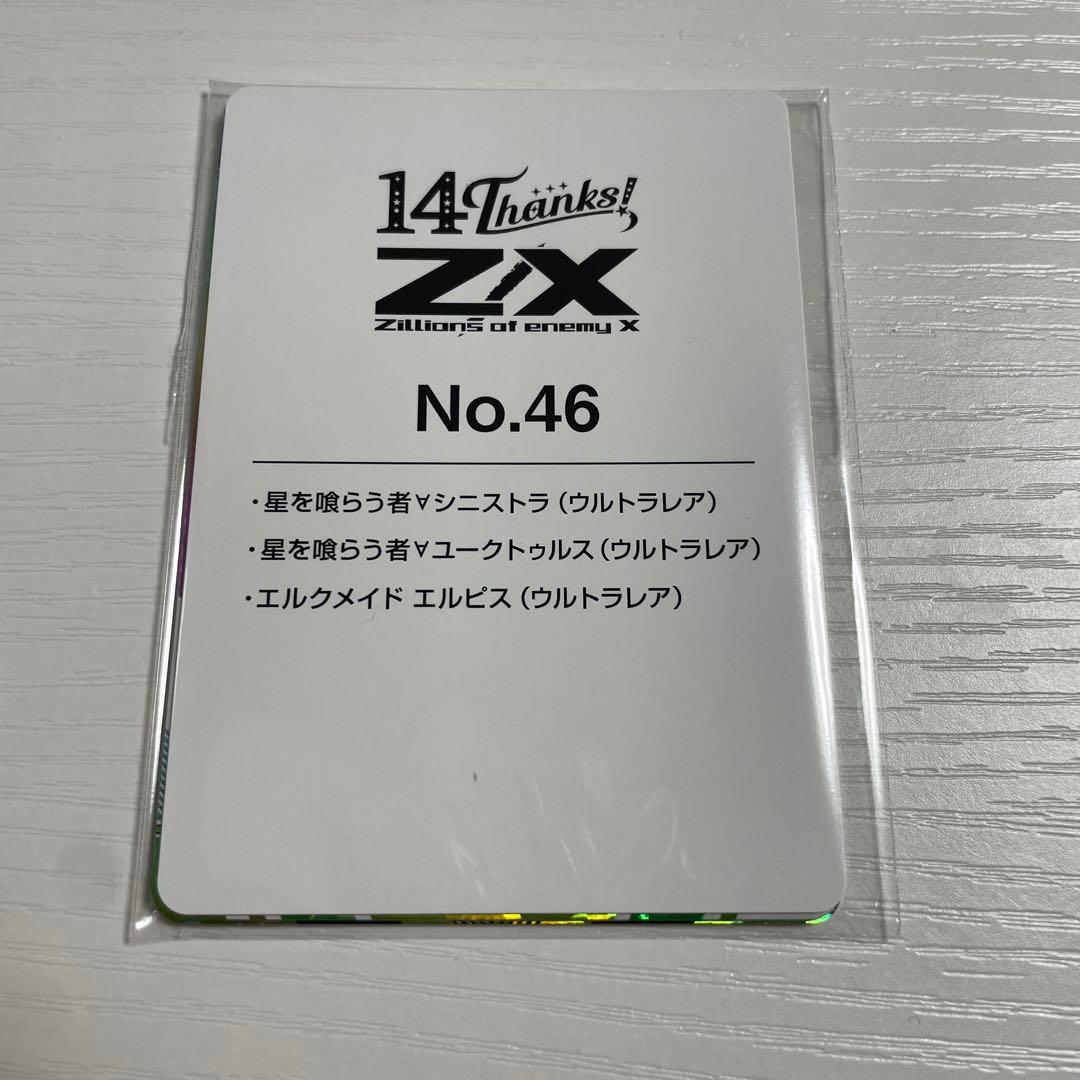 14 Thanks!
Z/X
Zillions of enemy X
No.46
・星を喰らう者∀シニストラ（ウルトラレア）
・星を喰らう者∀ユークトゥルス（ウルトラレア）
・エルクメイド エルピス（ウルトラレア）